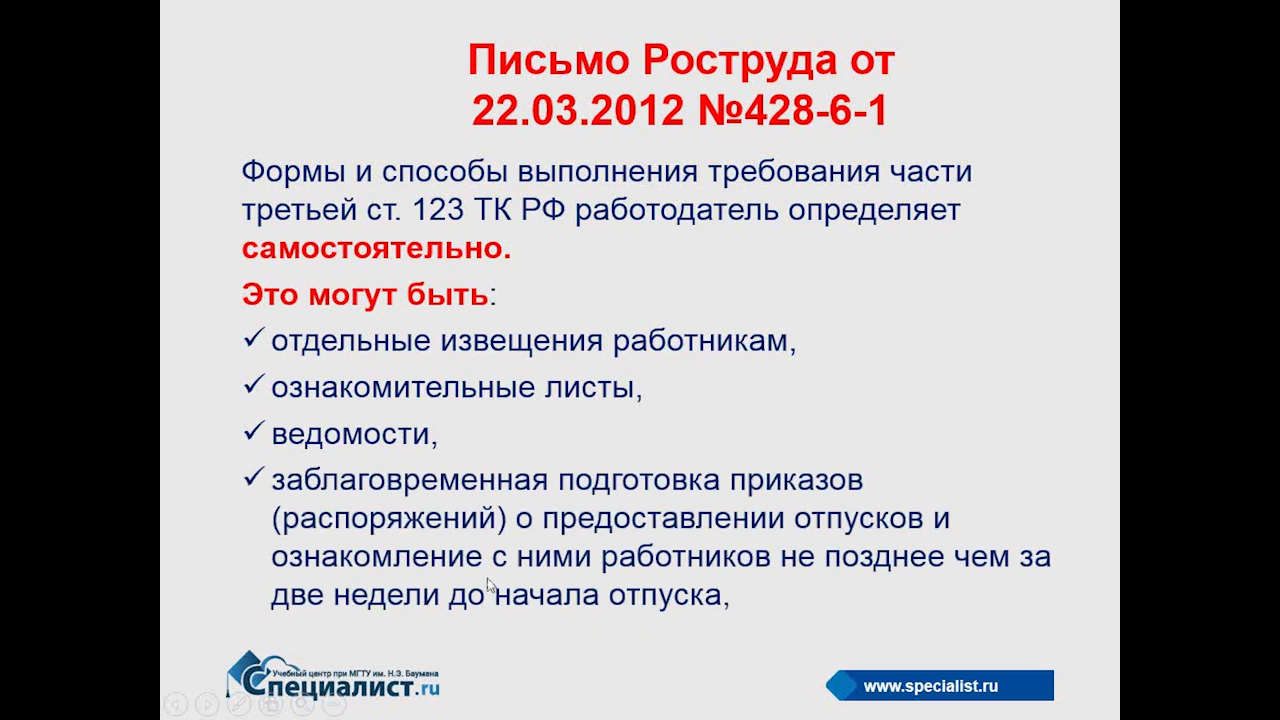 Письмо Роструда от
22.03.2012 №428-6-1
Формы и способы выполнения требования части
третьей ст. 123 ТК РФ работодатель определяет
самостоятельно.
Это могут быть:
отдельные извещения работникам,
ознакомительные листы,
ведомости,
заблаговременная подготовка приказов
(распоряжений) о предоставлении отпусков и
ознакомление с ними работников не позднее чем за
две недели до начала отпуска,
Учебный центр при МГТУ им. Н.Э. Баумана
Специалист.ru
www.specialist.ru